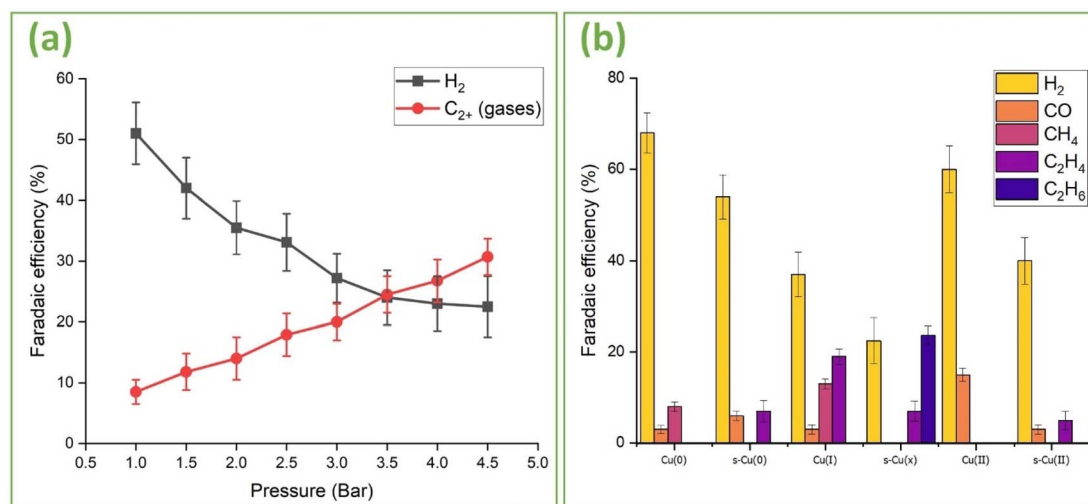 (a)
H₂
C₂₊ (gases)
Faradaic efficiency (%)
60
50
40
30
20
10
0
0.5 1.0 1.5 2.0 2.5 3.0 3.5 4.0 4.5 5.0
Pressure (Bar)
(b)
H₂
CO
CH₄
C₂H₄
C₂H₆
Faradaic efficiency (%)
80
60
40
20
0
Cu(0) s-Cu(0) Cu(I) s-Cu(x) Cu(II) s-Cu(II)